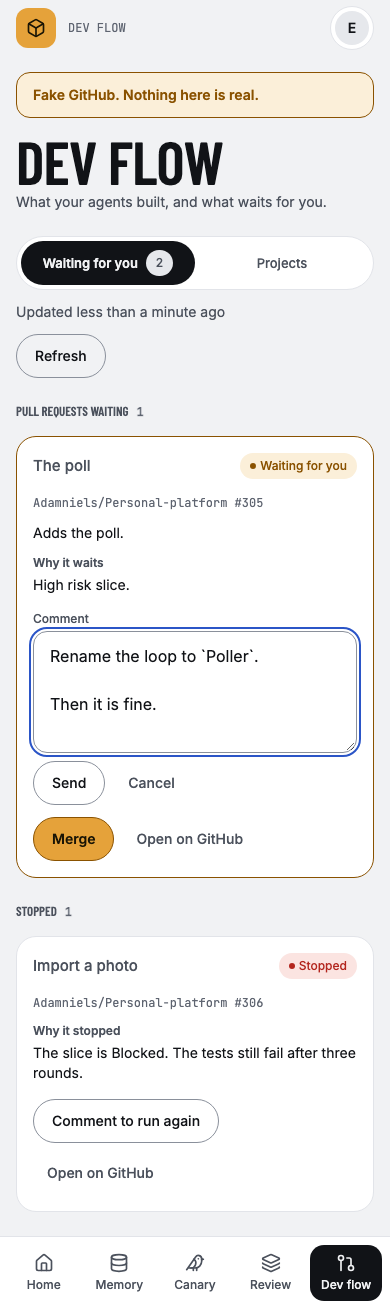 DEV FLOW
E
Fake GitHub. Nothing here is real.
DEV FLOW
What your agents built, and what waits for you.
Waiting for you 2
Projects
Updated less than a minute ago
Refresh
PULL REQUESTS WAITING 1
The poll
Waiting for you
Adamniels/Personal-platform #305
Adds the poll.
Why it waits
High risk slice.
Comment
Rename the loop to `Poller`.
Then it is fine.
Send
Cancel
Merge
Open on GitHub
STOPPED 1
Import a photo
Stopped
Adamniels/Personal-platform #306
Why it stopped
The slice is Blocked. The tests still fail after three
rounds.
Comment to run again
Open on GitHub
Home
Memory
Canary
Review
Dev flow